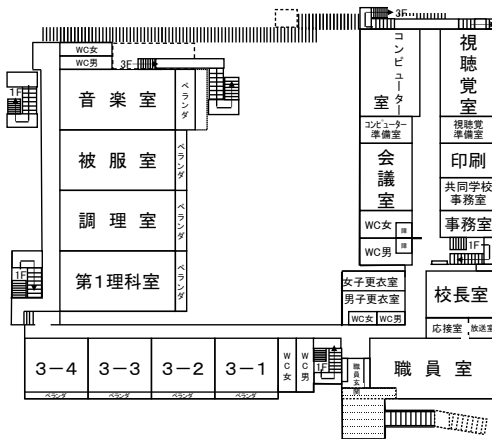 3F
WC女
WC男
3F
1F
音楽室
ベランダ
被服室
ベランダ
調理室
ベランダ
第1理科室
ベランダ
1F
コンピューター室
視聴覚室
コンピューター準備室
視聴覚準備室
会議室
印刷
共同学校事務室
WC女
WC男
事務室
1F
女子更衣室
男子更衣室
WC女
WC男
校長室
応接室
放送室
3-4
3-3
3-2
3-1
WC女
WC男
1F
職員玄関
職員室
ベランダ
ベランダ
ベランダ
ベランダ